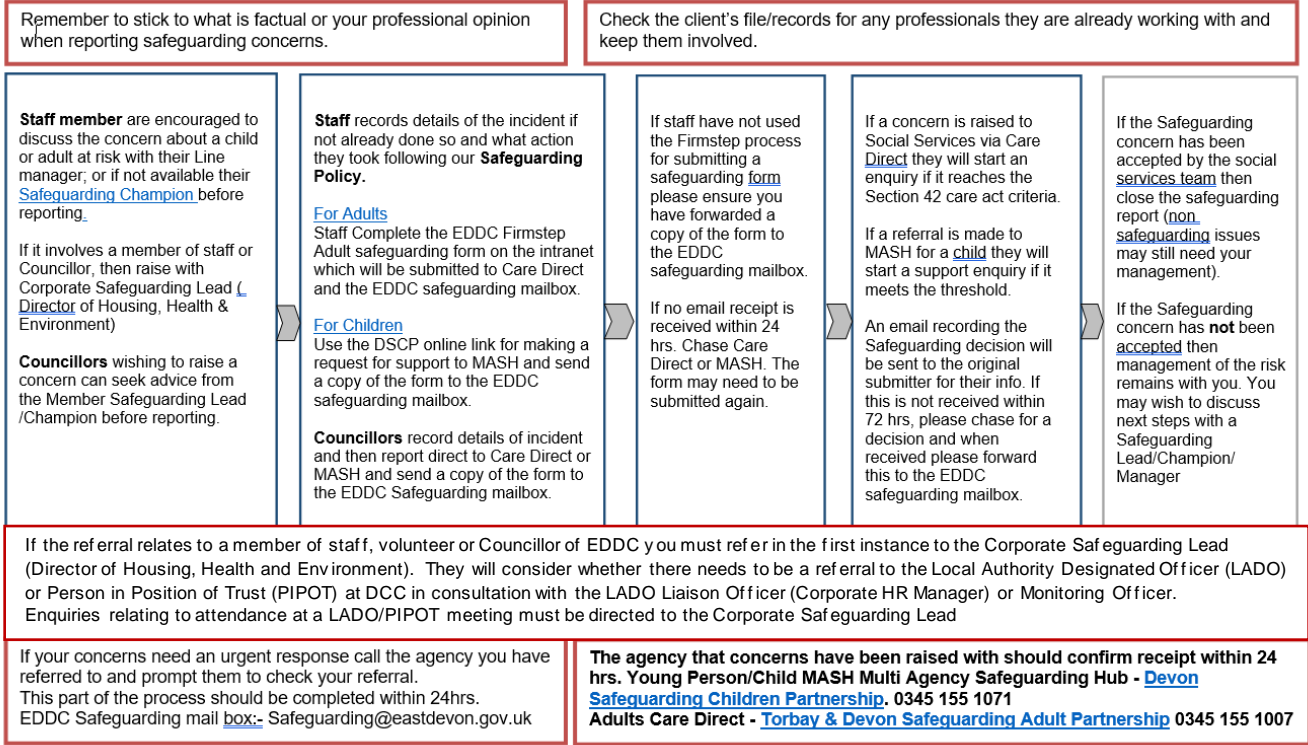 Remember to stick to what is factual or your professional opinion
when reporting safeguarding concerns.
Check the client's file/records for any professionals they are already working with and
keep them involved.
Staff member are encouraged to
discuss the concern about a child
or adult at risk with their Line
manager; or if not available their
Safeguarding Champion before
reporting.
If it involves a member of staff or
Councillor, then raise with
Corporate Safeguarding Lead (
Director of Housing, Health &
Environment)
Councillors wishing to raise a
concern can seek advice from
the Member Safeguarding Lead
/Champion before reporting.
Staff records details of the incident if
not already done so and what action
they took following our Safeguarding
Policy.
For Adults
Staff Complete the EDDC Firmstep
Adult safeguarding form on the intranet
which will be submitted to Care Direct
and the EDDC safeguarding mailbox.
For Children
Use the DSCP online link for making a
request for support to MASH and send
a copy of the form to the EDDC
safeguarding mailbox.
Councillors record details of incident
and then report direct to Care Direct or
MASH and send a copy of the form to
the EDDC Safeguarding mailbox.
If staff have not used
the Firmstep process
for submitting a
safeguarding form
please ensure you
have forwarded a
copy of the form to
the EDDC
safeguarding mailbox.
If no email receipt is
received within 24
hrs. Chase Care
Direct or MASH. The
form may need to be
submitted again.
If a concern is raised to
Social Services via Care
Direct they will start an
enquiry if it reaches the
Section 42 care act criteria.
If a referral is made to
MASH for a child they will
start a support enquiry if it
meets the threshold.
An email recording the
Safeguarding decision will
be sent to the original
submitter for their info. If
this is not received within
72 hrs, please chase for a
decision and when
received please forward
this to the EDDC
safeguarding mailbox.
If the Safeguarding
concern has been
accepted by the social
services team then
close the safeguarding
report (non
safeguarding issues
may still need your
management).
If the Safeguarding
concern has not been
accepted then
management of the risk
remains with you. You
may wish to discuss
next steps with a
Safeguarding
Lead/Champion/
Manager
If the referral relates to a member of staff, volunteer or Councillor of EDDC you must refer in the first instance to the Corporate Safeguarding Lead
(Director of Housing, Health and Environment). They will consider whether there needs to be a referral to the Local Authority Designated Officer (LADO)
or Person in Position of Trust (PIPOT) at DCC in consultation with the LADO Liaison Officer (Corporate HR Manager) or Monitoring Officer.
Enquiries relating to attendance at a LADO/PIPOT meeting must be directed to the Corporate Safeguarding Lead
If your concerns need an urgent response call the agency you have
referred to and prompt them to check your referral.
This part of the process should be completed within 24hrs.
EDDC Safeguarding mail box:- Safeguarding@eastdevon.gov.uk
The agency that concerns have been raised with should confirm receipt within 24
hrs. Young Person/Child MASH Multi Agency Safeguarding Hub - Devon
Safeguarding Children Partnership. 0345 155 1071
Adults Care Direct - Torbay & Devon Safeguarding Adult Partnership 0345 155 1007